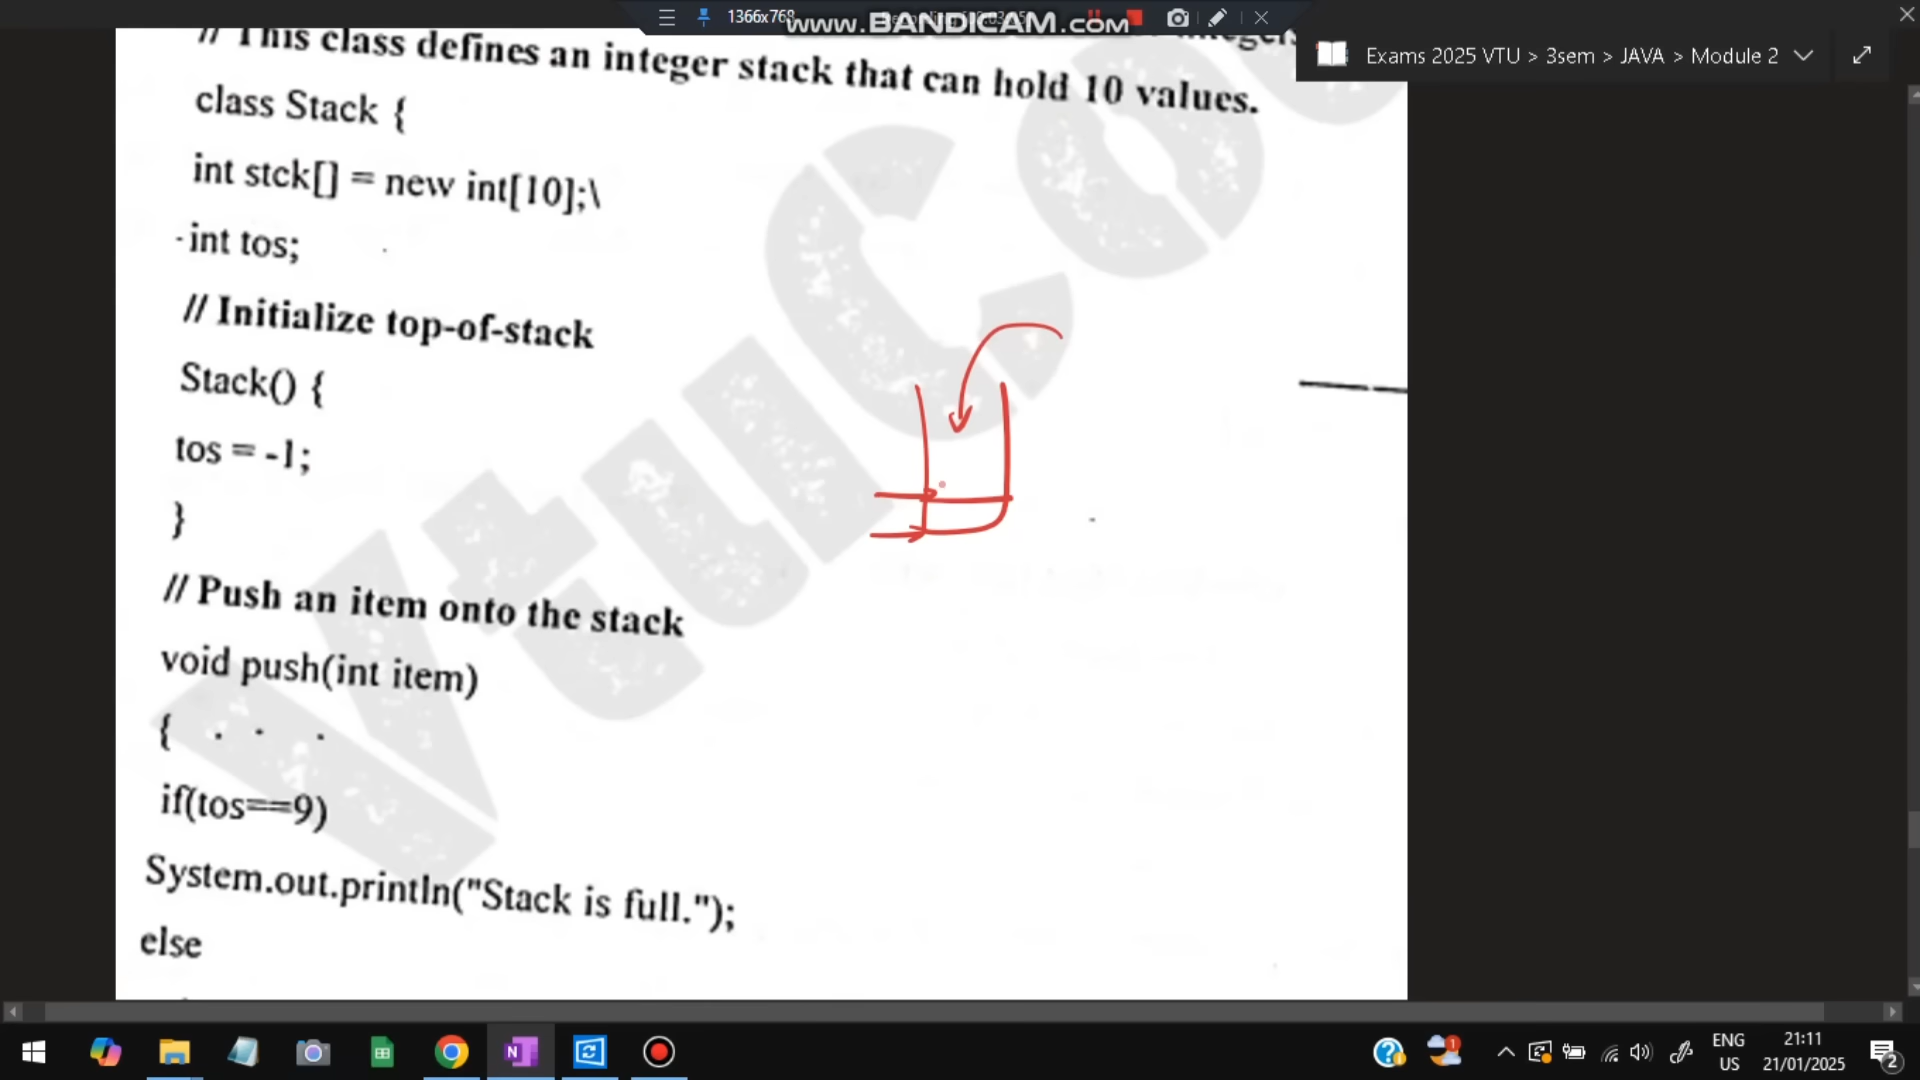 1366x768
www.BANDICAM.com
Exams 2025 VTU > 3sem > JAVA > Module 2
// This class defines an integer stack that can hold 10 values.
class Stack {
int stck[] = new int[10];\
int tos;
// Initialize top-of-stack
Stack() {
tos = -1;
}
// Push an item onto the stack
void push(int item)
{
if(tos==9)
System.out.println("Stack is full.");
else
ENG
US
21:11
21/01/2025
2